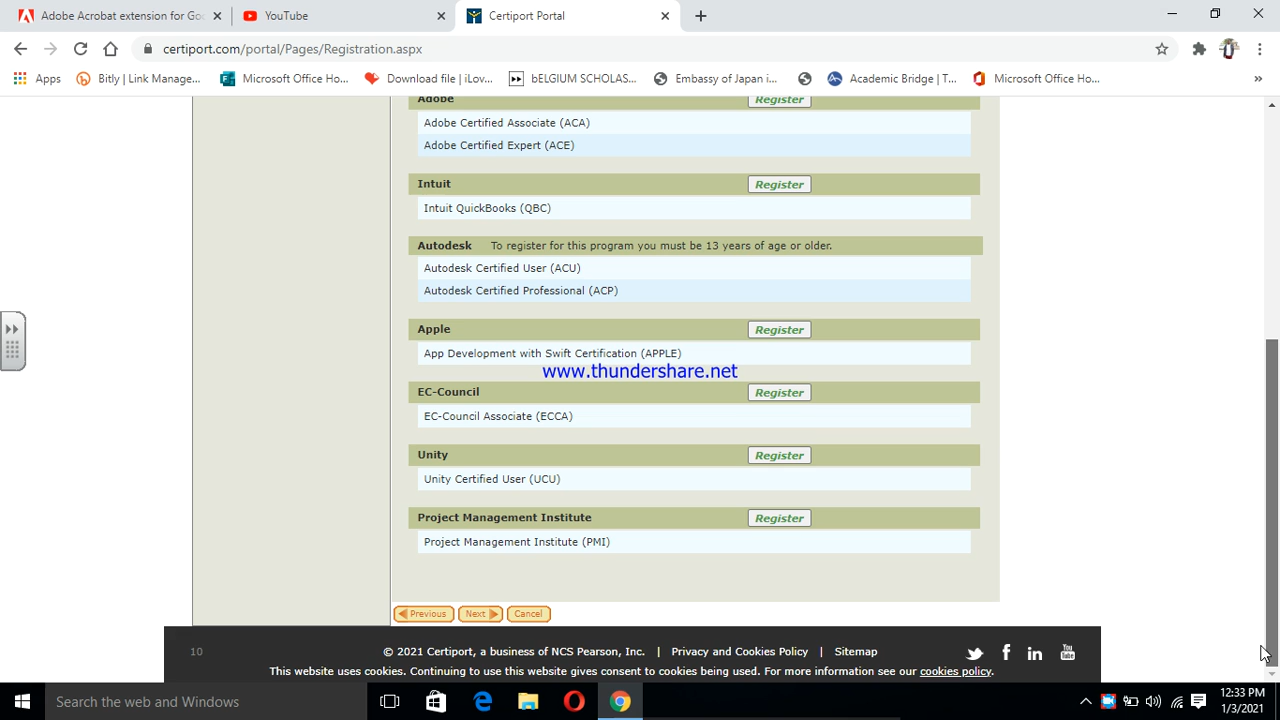 Adobe Acrobat extension for Goo
YouTube
Certiport Portal
certiport.com/portal/Pages/Registration.aspx
Apps
Bitly | Link Manage...
Microsoft Office Ho...
Download file | iLov...
bELGIUM SCHOLAS...
Embassy of Japan i...
Academic Bridge | T...
Microsoft Office Ho...
»
Adobe Register
Adobe Certified Associate (ACA)
Adobe Certified Expert (ACE)
Intuit Register
Intuit QuickBooks (QBC)
Autodesk To register for this program you must be 13 years of age or older.
Autodesk Certified User (ACU)
Autodesk Certified Professional (ACP)
Apple Register
App Development with Swift Certification (APPLE)
www.thundershare.net
EC-Council Register
EC-Council Associate (ECCA)
Unity Register
Unity Certified User (UCU)
Project Management Institute Register
Project Management Institute (PMI)
Previous Next Cancel
10 © 2021 Certiport, a business of NCS Pearson, Inc. | Privacy and Cookies Policy | Sitemap
You Tube
This website uses cookies. Continuing to use this website gives consent to cookies being used. For more information see our cookies policy.
Search the web and Windows
12:33 PM
1/3/2021